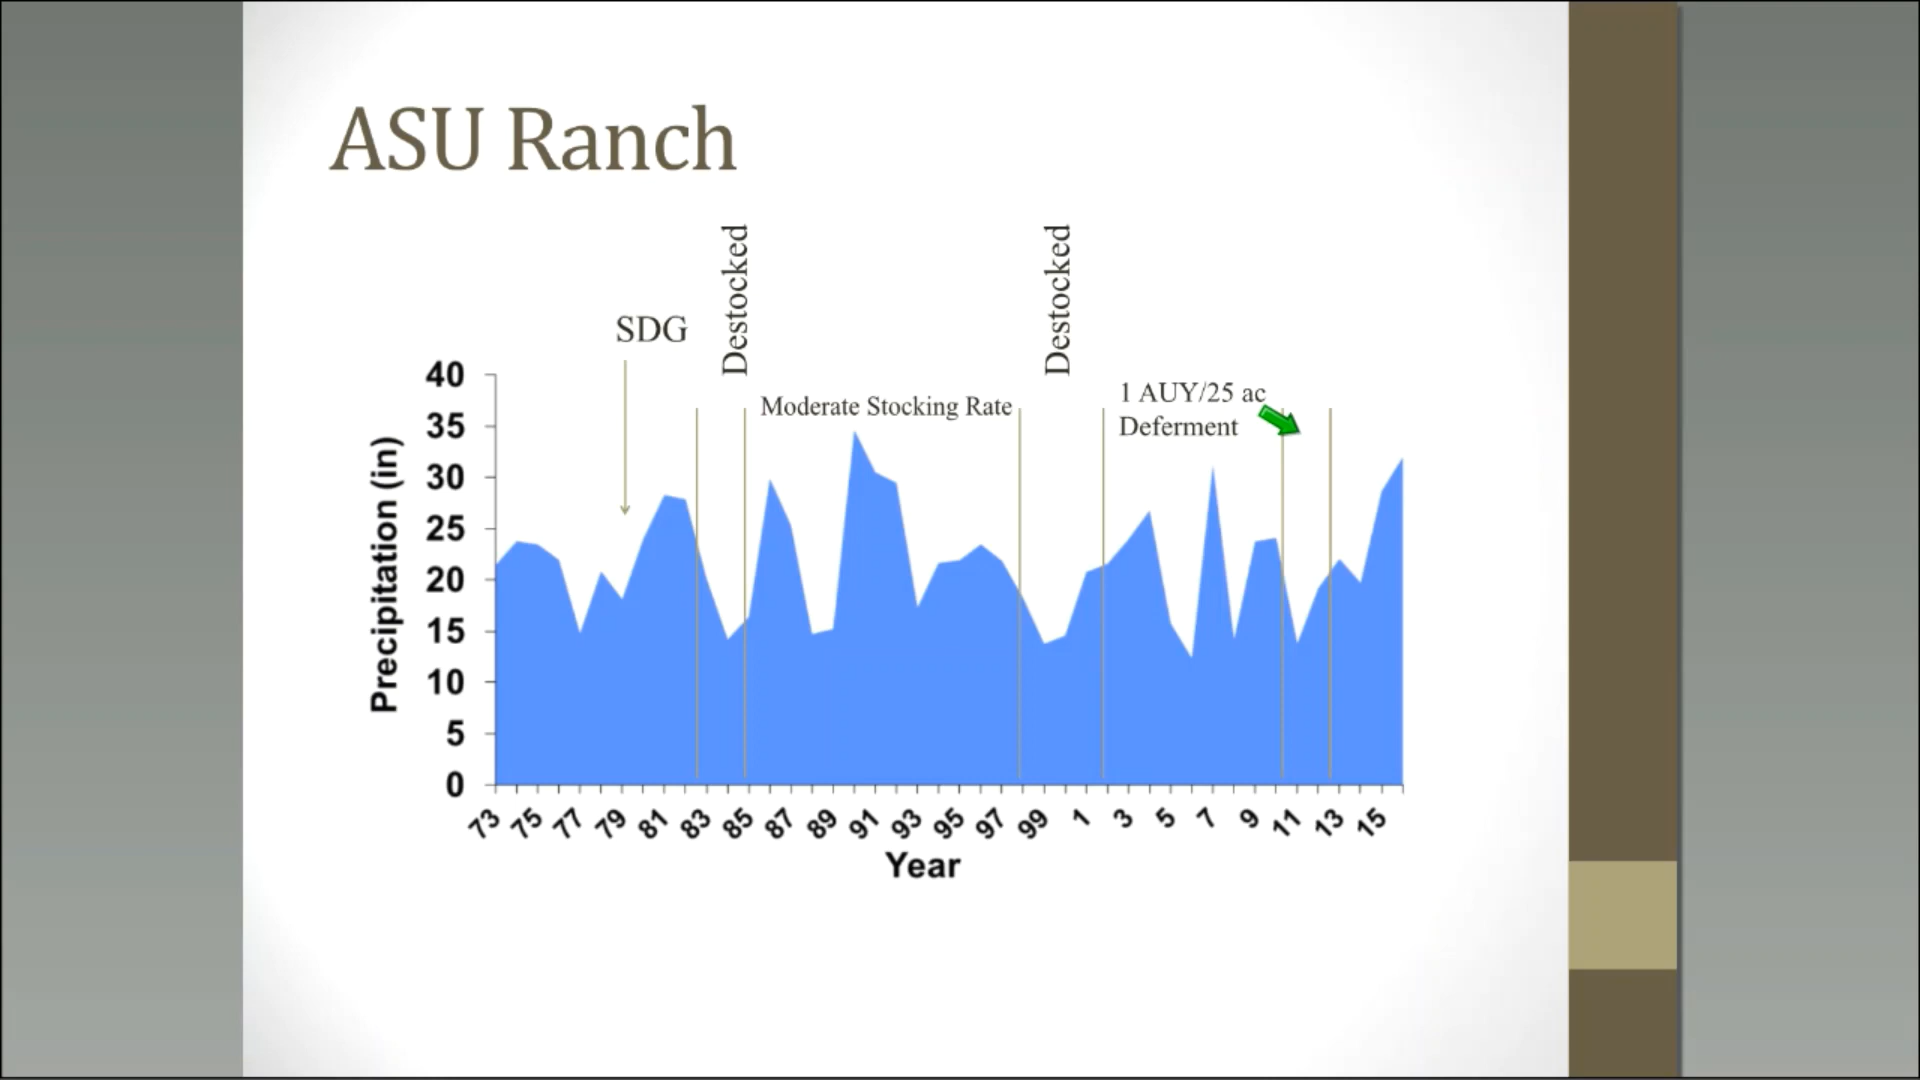 ASU Ranch
SDG
Destocked
Destocked
Moderate Stocking Rate
1 AUY/25 ac
Deferment
Precipitation (in)
40
35
30
25
20
15
10
5
0
73 75 77 79 81 83 85 87 89 91 93 95 97 99 1 3 5 7 9 11 13 15
Year